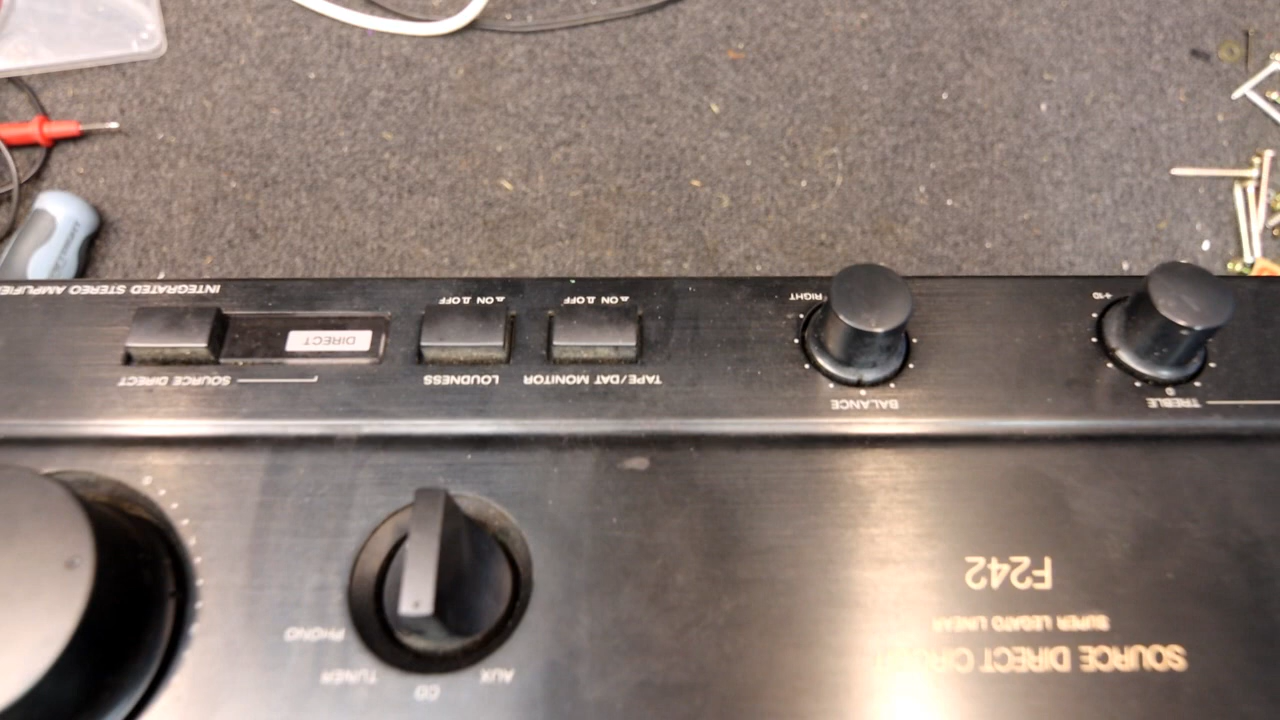 SOURCE DIRECT CIRCUIT
SUPER LEGATO LINEAR
F242
AUX
CD
TUNER
PHONO
TREBLE
+10
BALANCE
RIGHT
TAPE/DAT MONITOR
ON OFF
LOUDNESS
ON OFF
SOURCE DIRECT
DIRECT
INTEGRATED STEREO AMPLIFIER